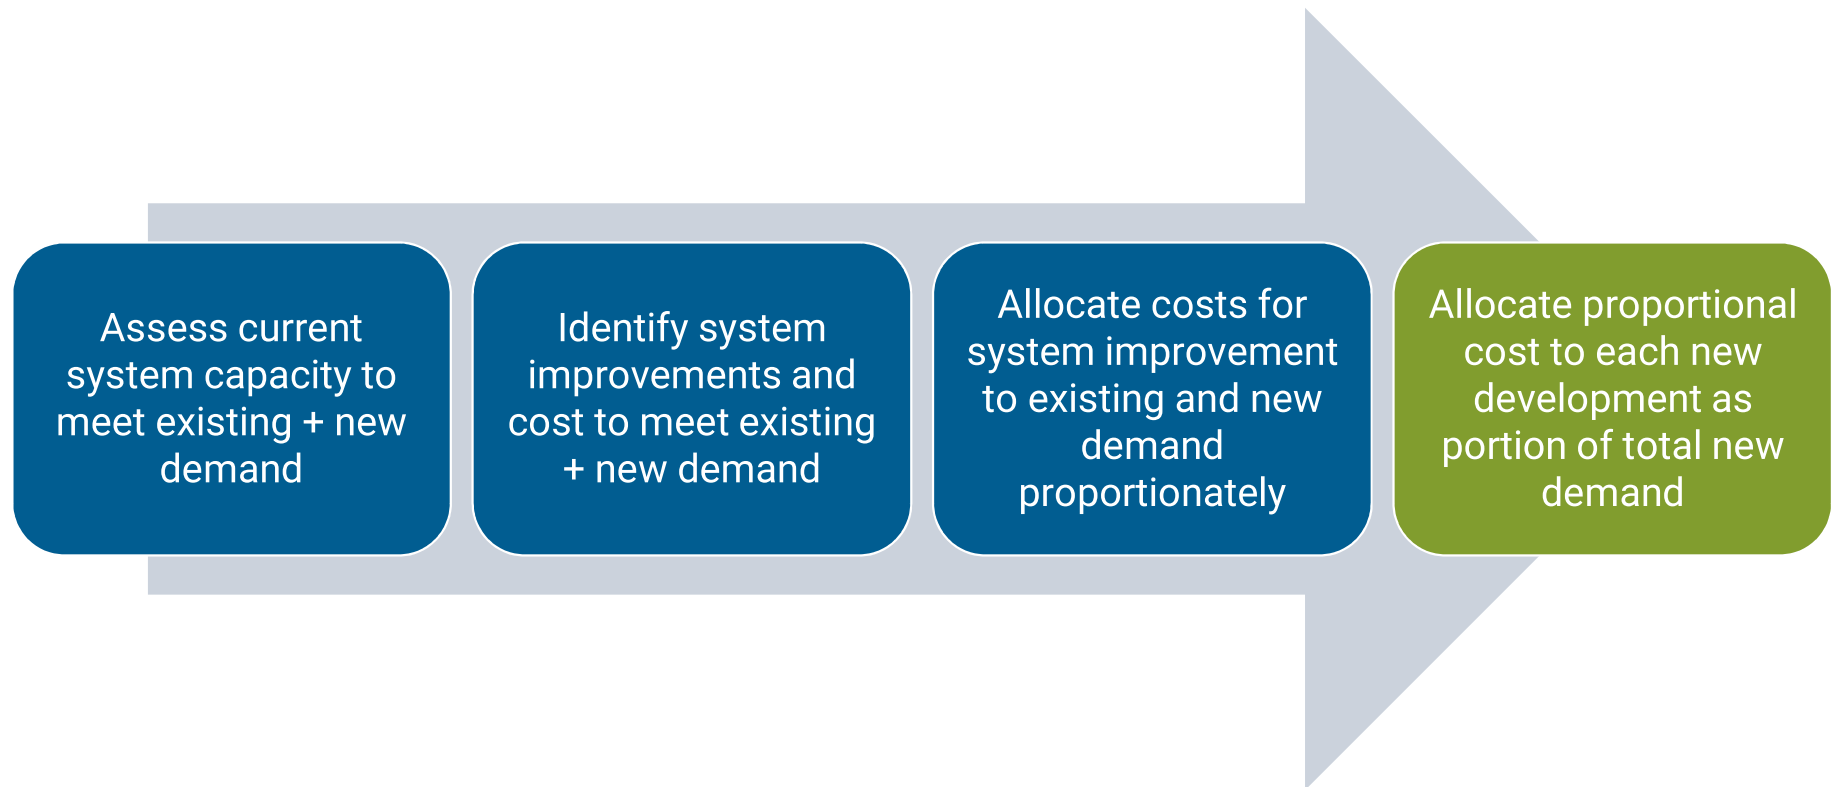 Assess current
system capacity to
meet existing + new
demand
Identify system
improvements and
cost to meet existing
+ new demand
Allocate costs for
system improvement
to existing and new
demand
proportionately
Allocate proportional
cost to each new
development as
portion of total new
demand